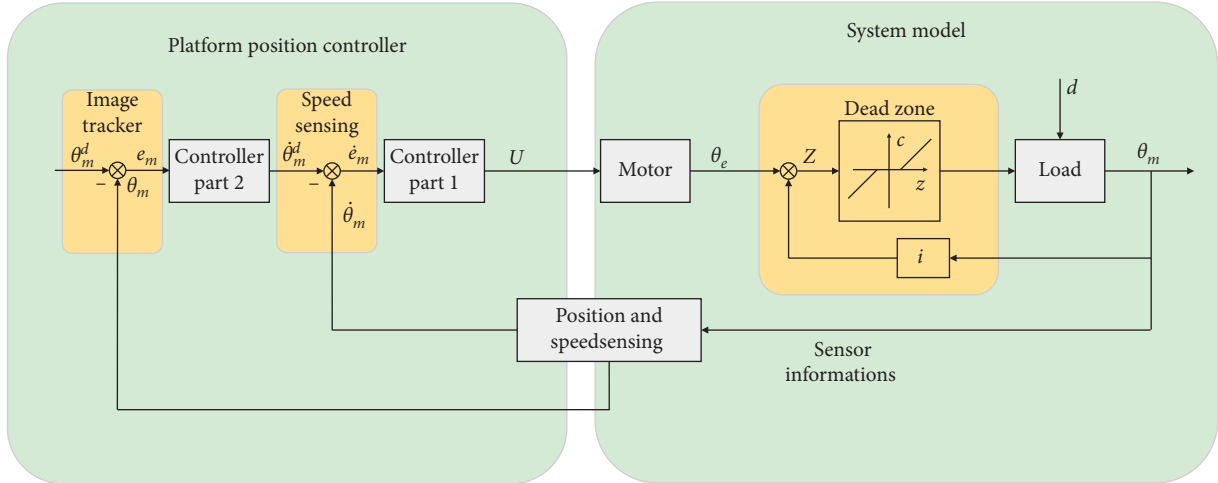 Platform position controller
System model
Image
tracker
θ_m^d
−
e_m
θ_m
Controller
part 2
Speed
sensing
θ̇_m^d
−
ė_m
θ̇_m
Controller
part 1
U
Motor
θ_e
Z
Dead zone
c
z
i
d
Load
θ_m
Position and
speedsensing
Sensor
informations